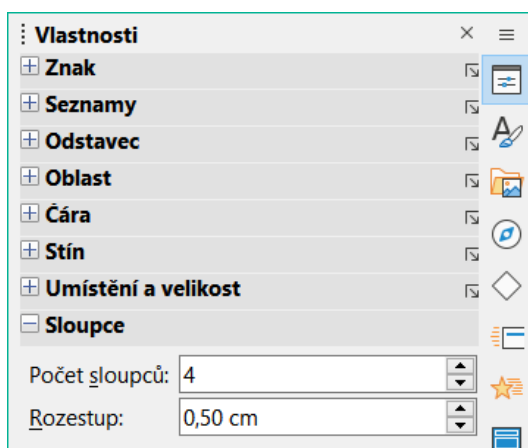 Vlastnosti
Znak
Seznamy
Odstavec
Oblast
Čára
Stín
Umístění a velikost
Sloupce
Počet sloupců: 4
Rozestup: 0,50 cm